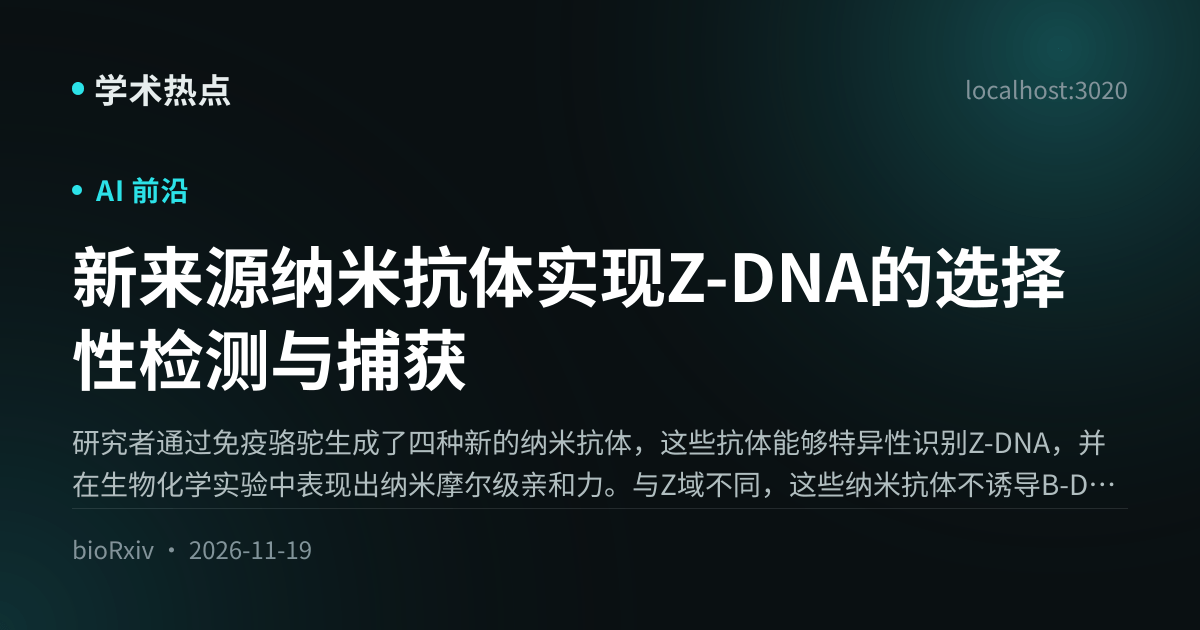 学术热点
localhost:3020
AI 前沿
新来源纳米抗体实现Z-DNA的选择
性检测与捕获
研究者通过免疫骆驼生成了四种新的纳米抗体，这些抗体能够特异性识别Z-DNA，并
在生物化学实验中表现出纳米摩尔级亲和力。与Z域不同，这些纳米抗体不诱导B-D…
bioRxiv • 2026-11-19